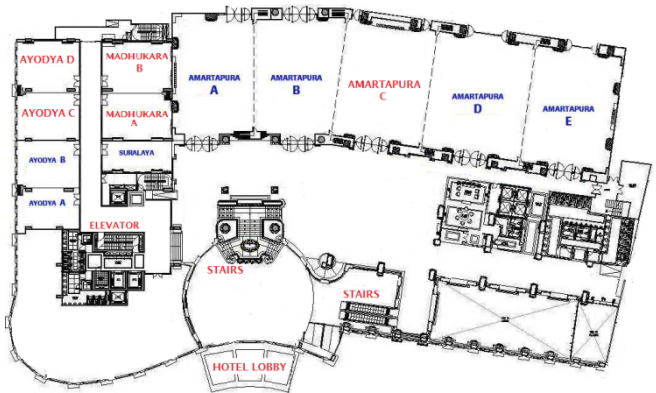 AYODYA D
MADHUKARA
B
AMARTAPURA
A
AMARTAPURA
B
AMARTAPURA
C
AMARTAPURA
D
AMARTAPURA
E
AYODYA C
MADHUKARA
A
AYODYA B
SURALAYA
AYODYA A
ELEVATOR
STAIRS
STAIRS
HOTEL LOBBY